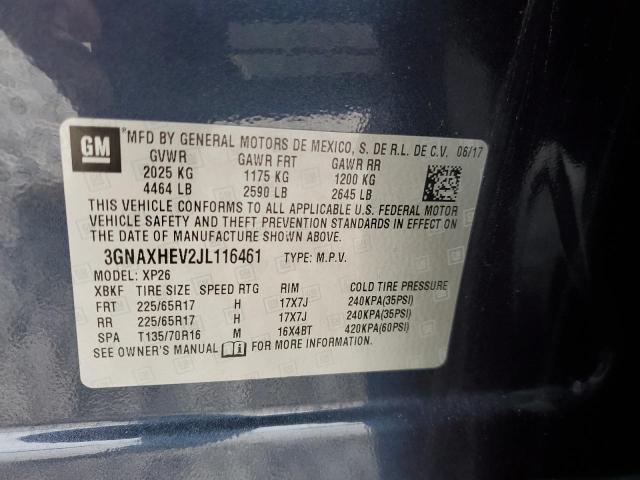 GM *MFD BY GENERAL MOTORS DE MEXICO, S. DE R.L. DE C.V. 06/17
GVWR GAWR FRT GAWR RR
2025 KG 1175 KG 1200 KG
4464 LB 2590 LB 2645 LB
THIS VEHICLE CONFORMS TO ALL APPLICABLE U.S. FEDERAL MOTOR
VEHICLE SAFETY AND THEFT PREVENTION STANDARDS IN EFFECT ON
THE DATE OF MANUFACTURE SHOWN ABOVE.
3GNAXHEV2JL116461 TYPE: M.P.V.
MODEL: XP26
XBKF TIRE SIZE SPEED RTG RIM COLD TIRE PRESSURE
FRT 225/65R17 H 17X7J 240KPA(35PSI)
RR 225/65R17 H 17X7J 240KPA(35PSI)
SPA T135/70R16 M 16X4BT 420KPA(60PSI)
SEE OWNER'S MANUAL FOR MORE INFORMATION.